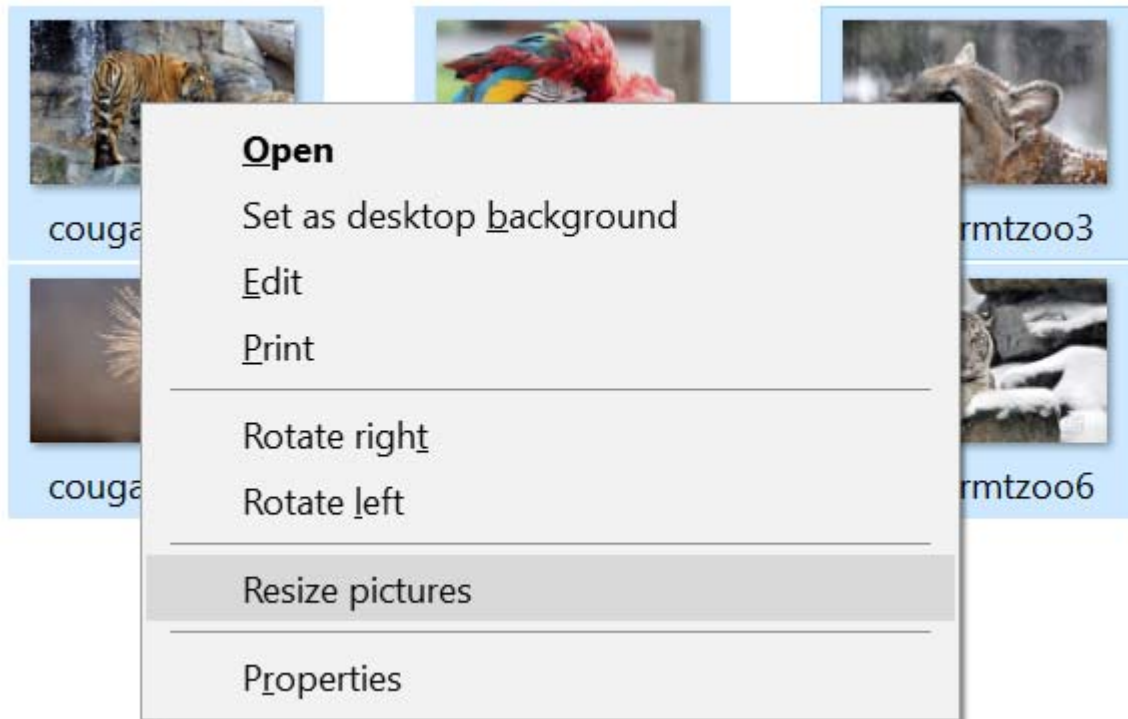 Open
Set as desktop background
Edit
Print
couga
rmtzoo3
Rotate right
Rotate left
couga
rmtzoo6
Resize pictures
Properties